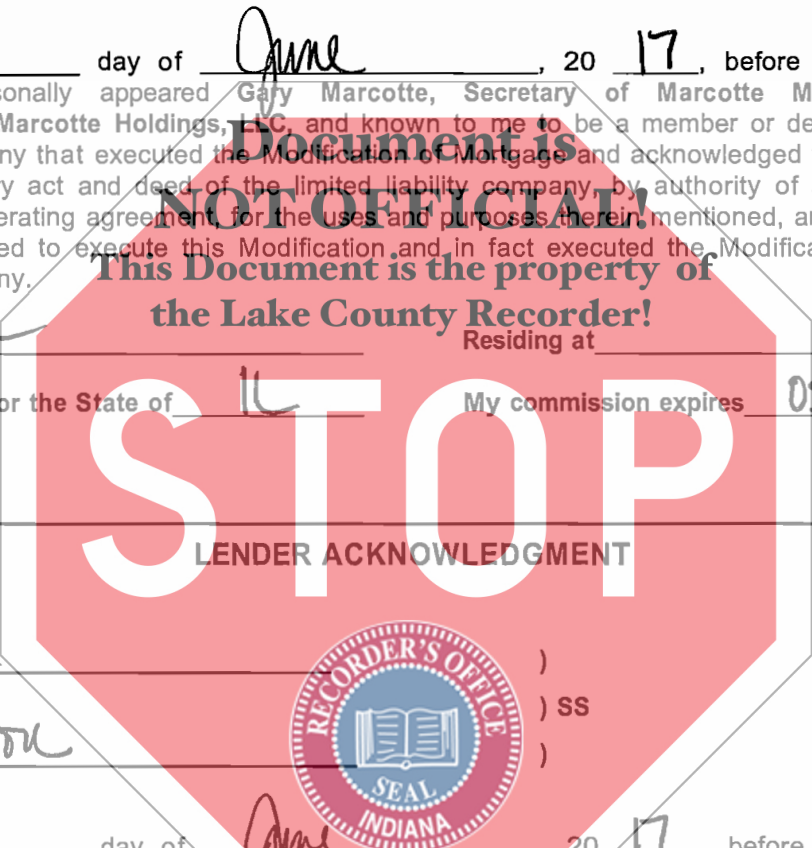 day of June, 20 17, before
sonally appeared Gary Marcotte, Secretary of Marcotte M
Marcotte Holdings, LLC, and known to me to be a member or de
Document is
ny that executed the Modification of Mortgage and acknowledged
ry act and deed of the limited liability company, by authority of
NOT OFFICIAL!
erating agreement, for the uses and purposes therein mentioned, a
ed to execute this Modification and in fact executed the Modifica
This Document is the property of
ny.
the Lake County Recorder!
Residing at
or the State of IL My commission expires 0
STOP
LENDER ACKNOWLEDGMENT
)
RECORDER'S OFFICE
) SS
)
SEAL
INDIANA
day of June 20 17 before